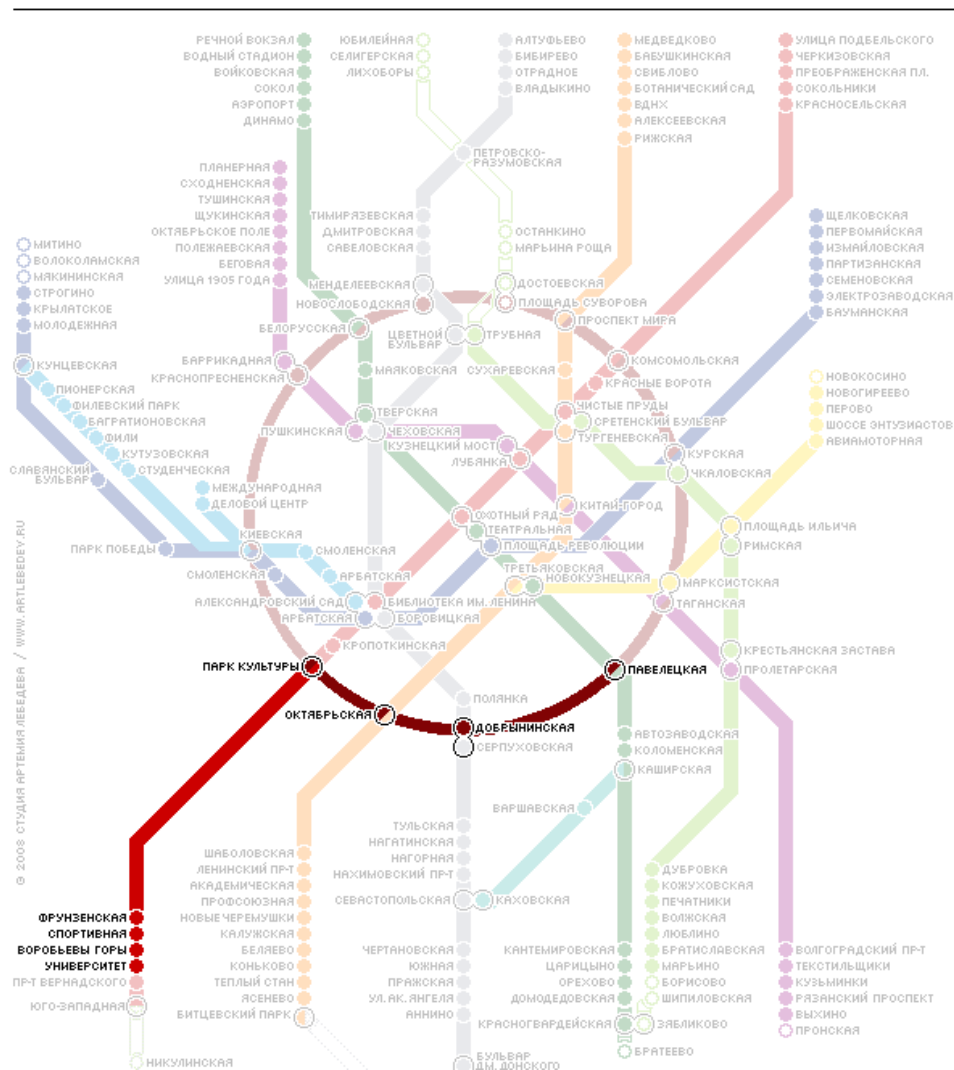 РЕЧНОЙ ВОКЗАЛ
ВОДНЫЙ СТАДИОН
ВОЙКОВСКАЯ
СОКОЛ
АЭРОПОРТ
ДИНАМО
ЮБИЛЕЙНАЯ
СЕЛИГЕРСКАЯ
ЛИХОБОРЫ
АЛТУФЬЕВО
БИБИРЕВО
ОТРАДНОЕ
ВЛАДЫКИНО
МЕДВЕДКОВО
БАБУШКИНСКАЯ
СВИБЛОВО
БОТАНИЧЕСКИЙ САД
ВДНХ
АЛЕКСЕЕВСКАЯ
РИЖСКАЯ
УЛИЦА ПОДБЕЛЬСКОГО
ЧЕРКИЗОВСКАЯ
ПРЕОБРАЖЕНСКАЯ ПЛ.
СОКОЛЬНИКИ
КРАСНОСЕЛЬСКАЯ
ПЕТРОВСКО-
РАЗУМОВСКАЯ
ПЛАНЕРНАЯ
СХОДНЕНСКАЯ
ТУШИНСКАЯ
ЩУКИНСКАЯ
ОКТЯБРЬСКОЕ ПОЛЕ
ПОЛЕЖАЕВСКАЯ
БЕГОВАЯ
УЛИЦА 1905 ГОДА
ТИМИРЯЗЕВСКАЯ
ДМИТРОВСКАЯ
САВЕЛОВСКАЯ
ОСТАНКИНО
МАРЬИНА РОЩА
ЩЕЛКОВСКАЯ
ПЕРВОМАЙСКАЯ
ИЗМАЙЛОВСКАЯ
ПАРТИЗАНСКАЯ
СЕМЕНОВСКАЯ
ЭЛЕКТРОЗАВОДСКАЯ
БАУМАНСКАЯ
МИТИНО
ВОЛОКОЛАМСКАЯ
МЯКИНИНСКАЯ
СТРОГИНО
КРЫЛАТСКОЕ
МОЛОДЕЖНАЯ
МЕНДЕЛЕЕВСКАЯ
НОВОСЛОБОДСКАЯ
ДОСТОЕВСКАЯ
ПЛОЩАДЬ СУВОРОВА
БЕЛОРУССКАЯ
ЦВЕТНОЙ
БУЛЬВАР
ТРУБНАЯ
ПРОСПЕКТ МИРА
КУНЦЕВСКАЯ
БАРРИКАДНАЯ
КРАСНОПРЕСНЕНСКАЯ
МАЯКОВСКАЯ
СУХАРЕВСКАЯ
КОМСОМОЛЬСКАЯ
КРАСНЫЕ ВОРОТА
НОВОКОСИНО
НОВОГИРЕЕВО
ПЕРОВО
ШОССЕ ЭНТУЗИАСТОВ
АВИАМОТОРНАЯ
ПИОНЕРСКАЯ
ФИЛЕВСКИЙ ПАРК
БАГРАТИОНОВСКАЯ
ФИЛИ
КУТУЗОВСКАЯ
СТУДЕНЧЕСКАЯ
ТВЕРСКАЯ
ПУШКИНСКАЯ
ЧЕХОВСКАЯ
КУЗНЕЦКИЙ МОСТ
ЛУБЯНКА
ЧИСТЫЕ ПРУДЫ
СРЕТЕНСКИЙ БУЛЬВАР
ТУРГЕНЕВСКАЯ
КУРСКАЯ
ЧКАЛОВСКАЯ
СЛАВЯНСКИЙ
БУЛЬВАР
МЕЖДУНАРОДНАЯ
ДЕЛОВОЙ ЦЕНТР
КИТАЙ-ГОРОД
ОХОТНЫЙ РЯД
ТЕАТРАЛЬНАЯ
ПЛОЩАДЬ РЕВОЛЮЦИИ
ПЛОЩАДЬ ИЛЬИЧА
РИМСКАЯ
КИЕВСКАЯ
ПАРК ПОБЕДЫ
СМОЛЕНСКАЯ
АРБАТСКАЯ
СМОЛЕНСКАЯ
ТРЕТЬЯКОВСКАЯ
НОВОКУЗНЕЦКАЯ
МАРКСИСТСКАЯ
ТАГАНСКАЯ
АЛЕКСАНДРОВСКИЙ САД
БИБЛИОТЕКА ИМ. ЛЕНИНА
АРБАТСКАЯ
БОРОВИЦКАЯ
КРОПОТКИНСКАЯ
КРЕСТЬЯНСКАЯ ЗАСТАВА
ПРОЛЕТАРСКАЯ
ПАРК КУЛЬТУРЫ
ПАВЕЛЕЦКАЯ
ПОЛЯНКА
ОКТЯБРЬСКАЯ
ДОБРЫНИНСКАЯ
СЕРПУХОВСКАЯ
АВТОЗАВОДСКАЯ
КОЛОМЕНСКАЯ
КАШИРСКАЯ
ВАРШАВСКАЯ
ТУЛЬСКАЯ
НАГАТИНСКАЯ
НАГОРНАЯ
НАХИМОВСКИЙ ПР-Т
СЕВАСТОПОЛЬСКАЯ
КАХОВСКАЯ
© 2008 СТУДИЯ АРТЕМИЯ ЛЕБЕДЕВА / WWW.ARTLEBEDEV.RU
ШАБОЛОВСКАЯ
ЛЕНИНСКИЙ ПР-Т
АКАДЕМИЧЕСКАЯ
ПРОФСОЮЗНАЯ
НОВЫЕ ЧЕРЕМУШКИ
КАЛУЖСКАЯ
БЕЛЯЕВО
КОНЬКОВО
ТЕПЛЫЙ СТАН
ЯСЕНЕВО
БИТЦЕВСКИЙ ПАРК
ФРУНЗЕНСКАЯ
СПОРТИВНАЯ
ВОРОБЬЕВЫ ГОРЫ
УНИВЕРСИТЕТ
ПР-Т ВЕРНАДСКОГО
ЮГО-ЗАПАДНАЯ
НИКУЛИНСКАЯ
ЧЕРТАНОВСКАЯ
ЮЖНАЯ
ПРАЖСКАЯ
УЛ. АК. ЯНГЕЛЯ
АННИНО
БУЛЬВАР
ДМ. ДОНСКОГО
КАНТЕМИРОВСКАЯ
ЦАРИЦЫНО
ОРЕХОВО
ДОМОДЕДОВСКАЯ
КРАСНОГВАРДЕЙСКАЯ
БРАТЕЕВО
ДУБРОВКА
КОЖУХОВСКАЯ
ПЕЧАТНИКИ
ВОЛЖСКАЯ
ЛЮБЛИНО
БРАТИСЛАВСКАЯ
МАРЬИНО
БОРИСОВО
ШИПИЛОВСКАЯ
ЗЯБЛИКОВО
ВОЛГОГРАДСКИЙ ПР-Т
ТЕКСТИЛЬЩИКИ
КУЗЬМИНКИ
РЯЗАНСКИЙ ПРОСПЕКТ
ВЫХИНО
ПРОНСКАЯ